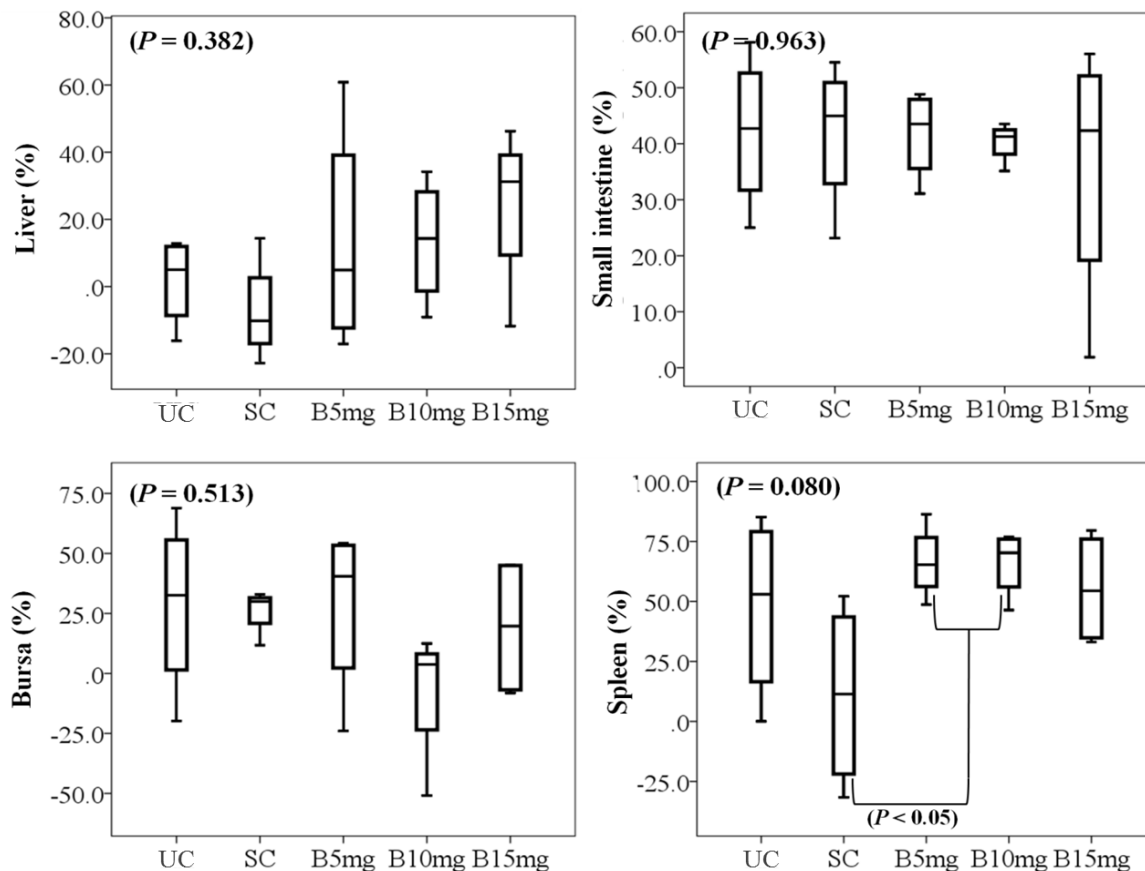 Liver (%)
(P = 0.382)
80.0
60.0
40.0
20.0
.0
-20.0
UC SC B5mg B10mg B15mg
Small intestine (%)
(P = 0.963)
60.0
50.0
40.0
30.0
20.0
10.0
.0
UC SC B5mg B10mg B15mg
Bursa (%)
(P = 0.513)
75.0
50.0
25.0
.0
-25.0
-50.0
UC SC B5mg B10mg B15mg
Spleen (%)
(P = 0.080)
100.0
75.0
50.0
25.0
.0
-25.0
(P < 0.05)
UC SC B5mg B10mg B15mg